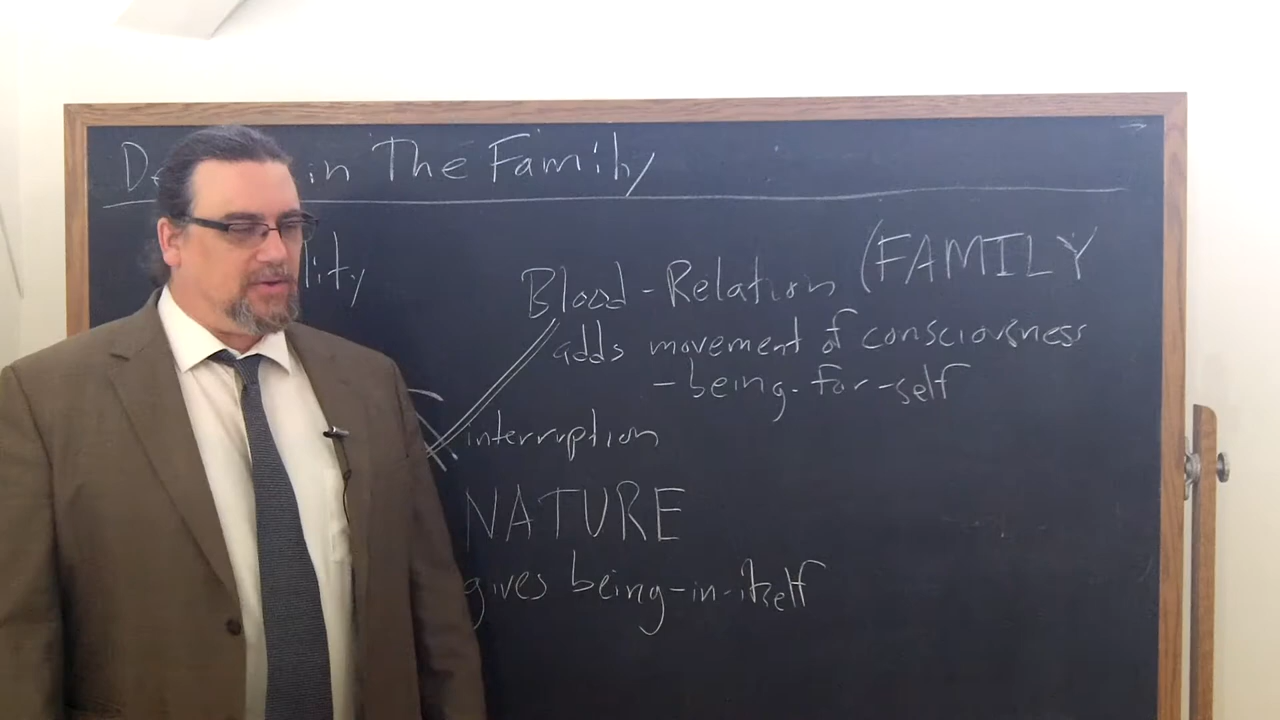 in The Family
lity
Blood-Relation (FAMILY
adds movement of consciousness
- being-for-self
interruption
NATURE
gives being-in-itself